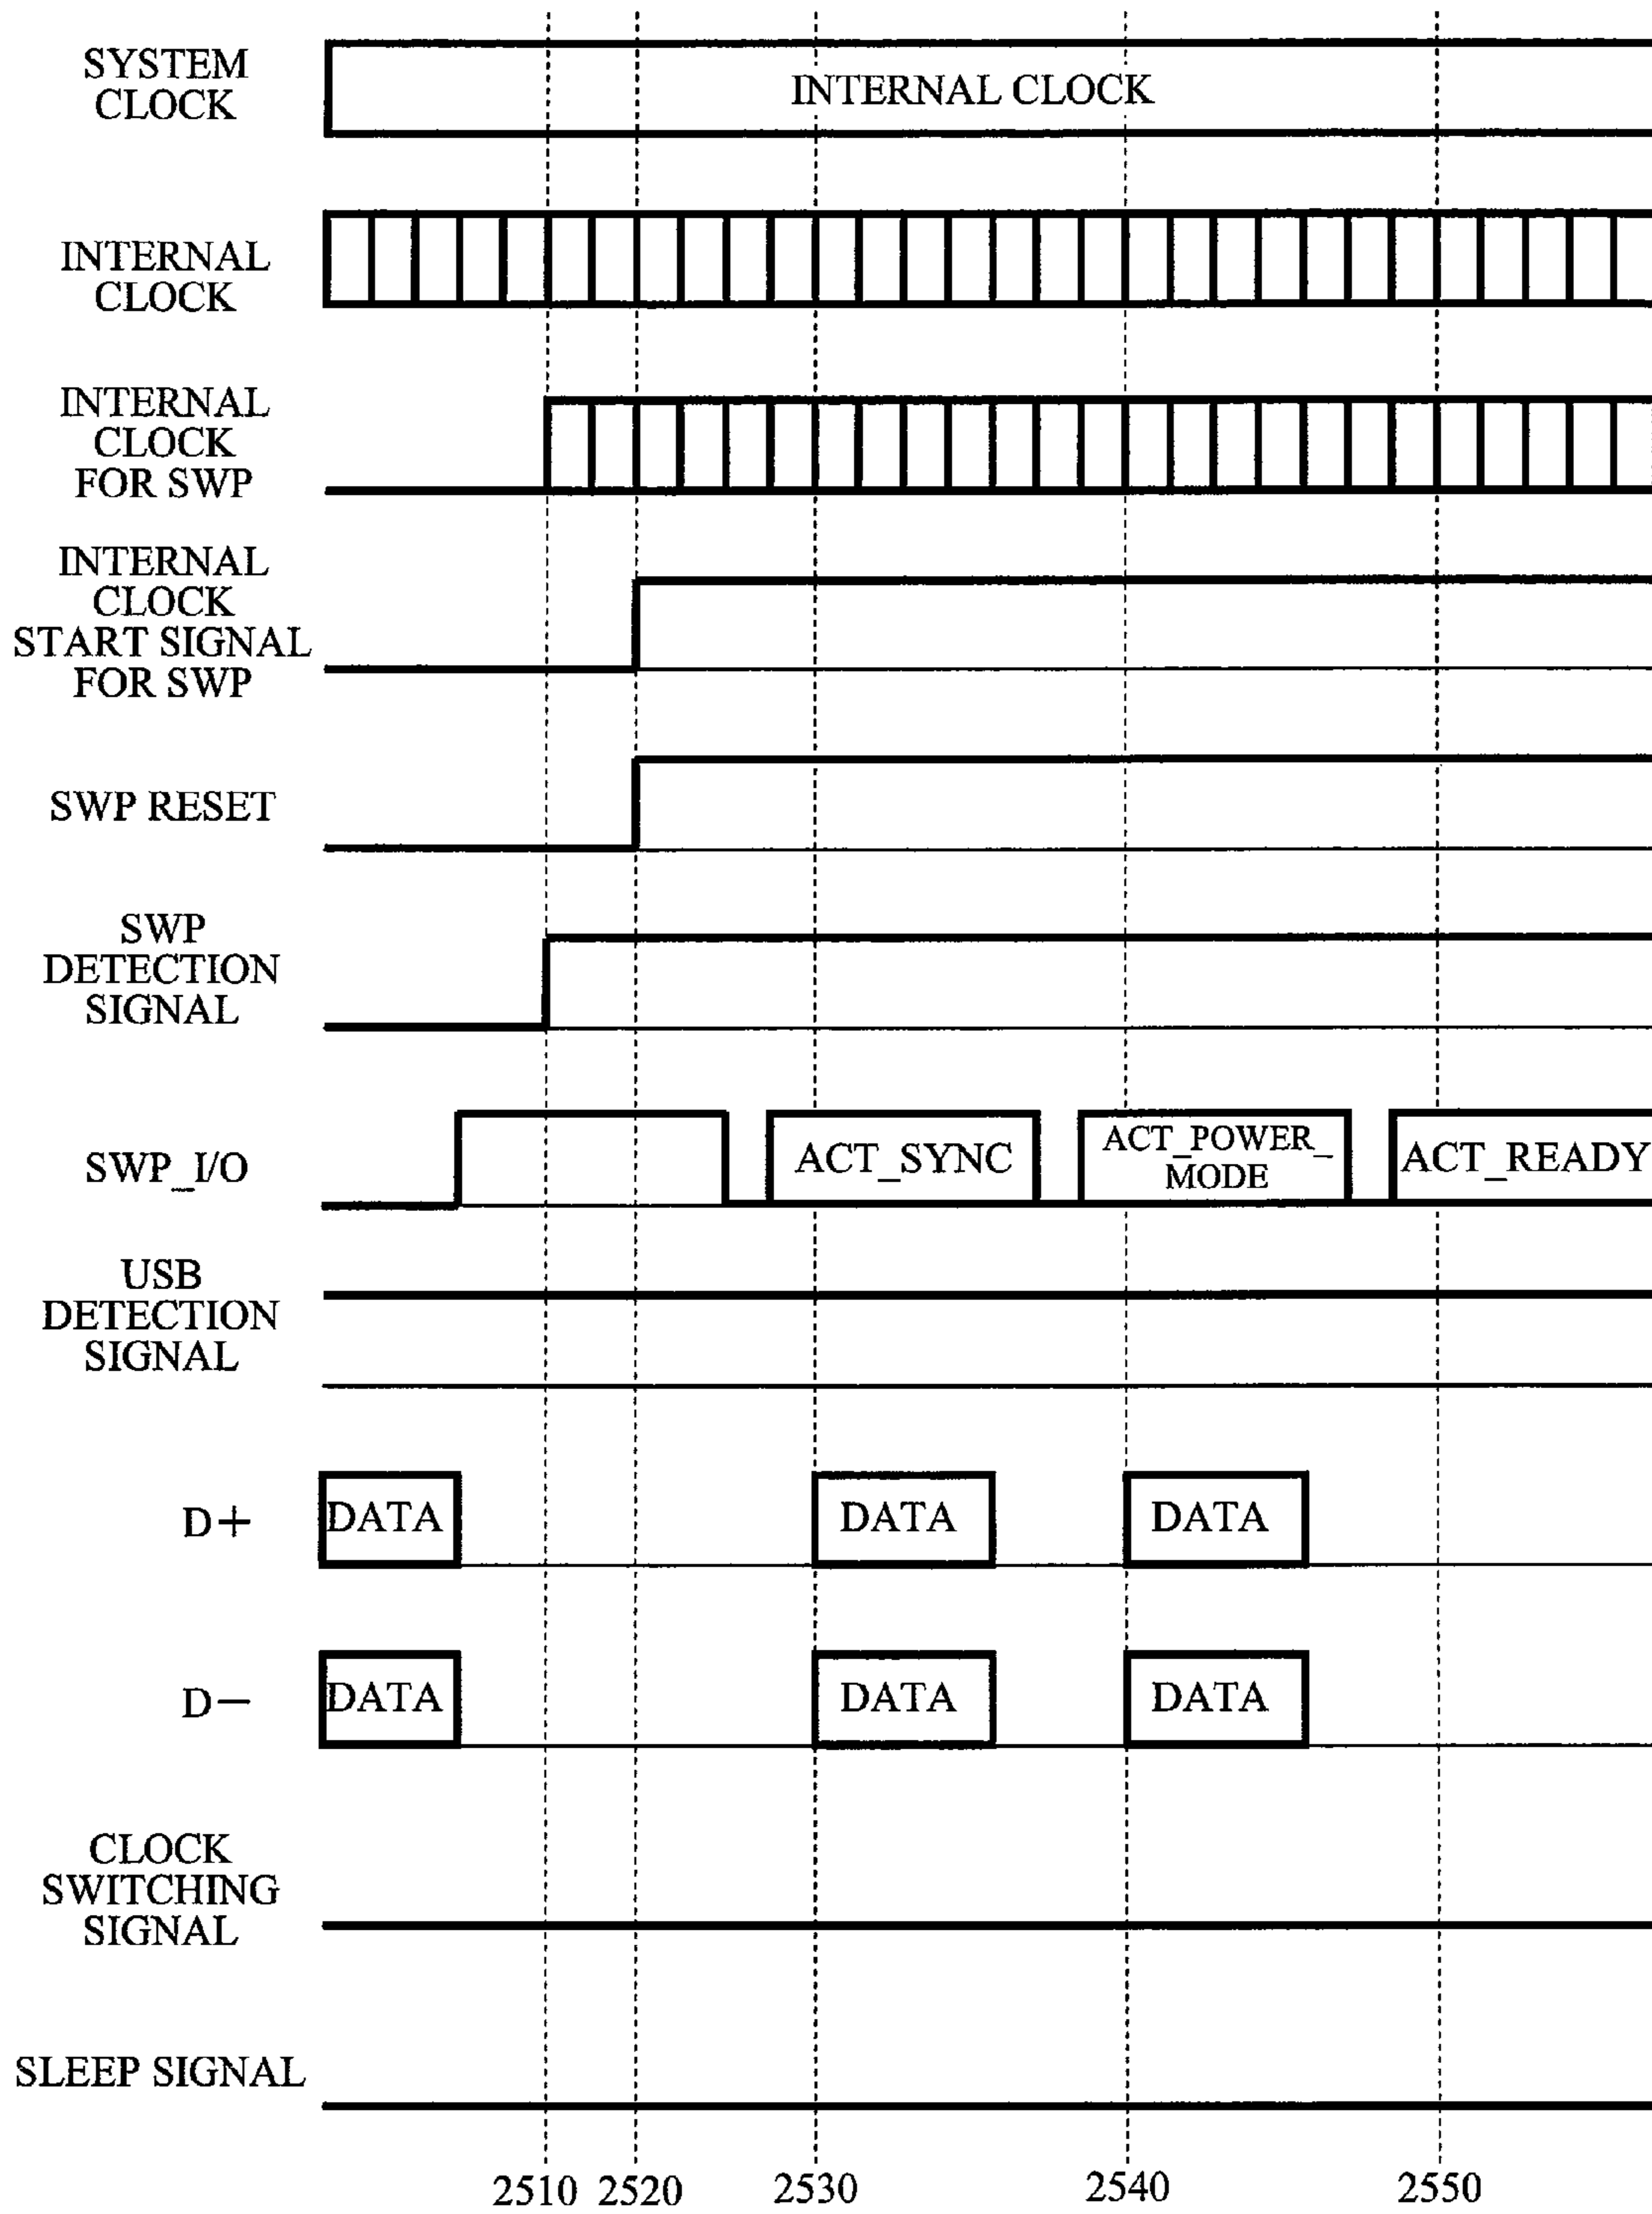 SYSTEM
CLOCK
INTERNAL CLOCK
INTERNAL
CLOCK
INTERNAL
CLOCK
FOR SWP
INTERNAL
CLOCK
START SIGNAL
FOR SWP
SWP RESET
SWP
DETECTION
SIGNAL
SWP_I/O
ACT_SYNC
ACT_POWER_
MODE
ACT_READY
USB
DETECTION
SIGNAL
D+
DATA
DATA
DATA
D−
DATA
DATA
DATA
CLOCK
SWITCHING
SIGNAL
SLEEP SIGNAL
2510 2520 2530 2540 2550